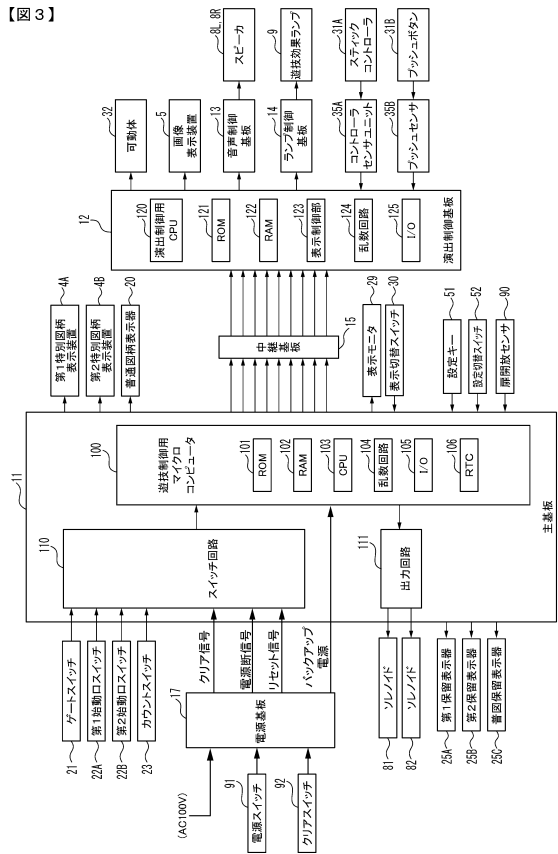 【図3】
21
ゲートスイッチ
22A
第1始動口スイッチ
22B
第2始動口スイッチ
23
カウントスイッチ
(AC100V)
91
電源スイッチ
92
クリアスイッチ
17
電源基板
クリア信号
電源断信号
リセット信号
バックアップ
電源
81
ソレノイド
82
ソレノイド
25A
第1保留表示器
25B
第2保留表示器
25C
普図保留表示器
11
主基板
110
スイッチ回路
111
出力回路
100
遊技制御用
マイクロ
コンピュータ
101
ROM
102
RAM
103
CPU
104
乱数回路
105
I/O
106
RTC
4A
第1特別図柄
表示装置
4B
第2特別図柄
表示装置
20
普通図柄表示器
15
中継基板
29
表示モニタ
30
表示切替スイッチ
51
設定キー
52
設定切替スイッチ
90
扉開放センサ
12
演出制御基板
120
演出制御用
CPU
121
ROM
122
RAM
123
表示制御部
124
乱数回路
125
I/O
32
可動体
5
画像
表示装置
13
音声制御
基板
8L, 8R
スピーカ
14
ランプ制御
基板
9
遊技効果ランプ
35A
コントローラ
センサユニット
31A
スティック
コントローラ
35B
プッシュセンサ
31B
プッシュボタン